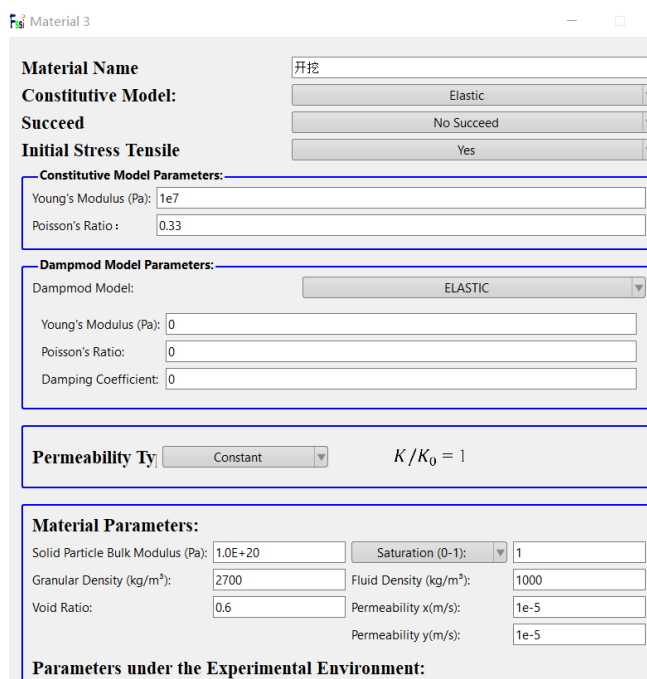 Fssi Material 3
Material Name 开挖
Constitutive Model: Elastic
Succeed No Succeed
Initial Stress Tensile Yes
Constitutive Model Parameters:
Young's Modulus (Pa): 1e7
Poisson's Ratio: 0.33
Dampmod Model Parameters:
Dampmod Model: ELASTIC
Young's Modulus (Pa): 0
Poisson's Ratio: 0
Damping Coefficient: 0
Permeability Ty Constant K/K₀ = 1
Material Parameters:
Solid Particle Bulk Modulus (Pa): 1.0E+20 Saturation (0-1): 1
Granular Density (kg/m³): 2700 Fluid Density (kg/m³): 1000
Void Ratio: 0.6 Permeability x(m/s): 1e-5
Permeability y(m/s): 1e-5
Parameters under the Experimental Environment: